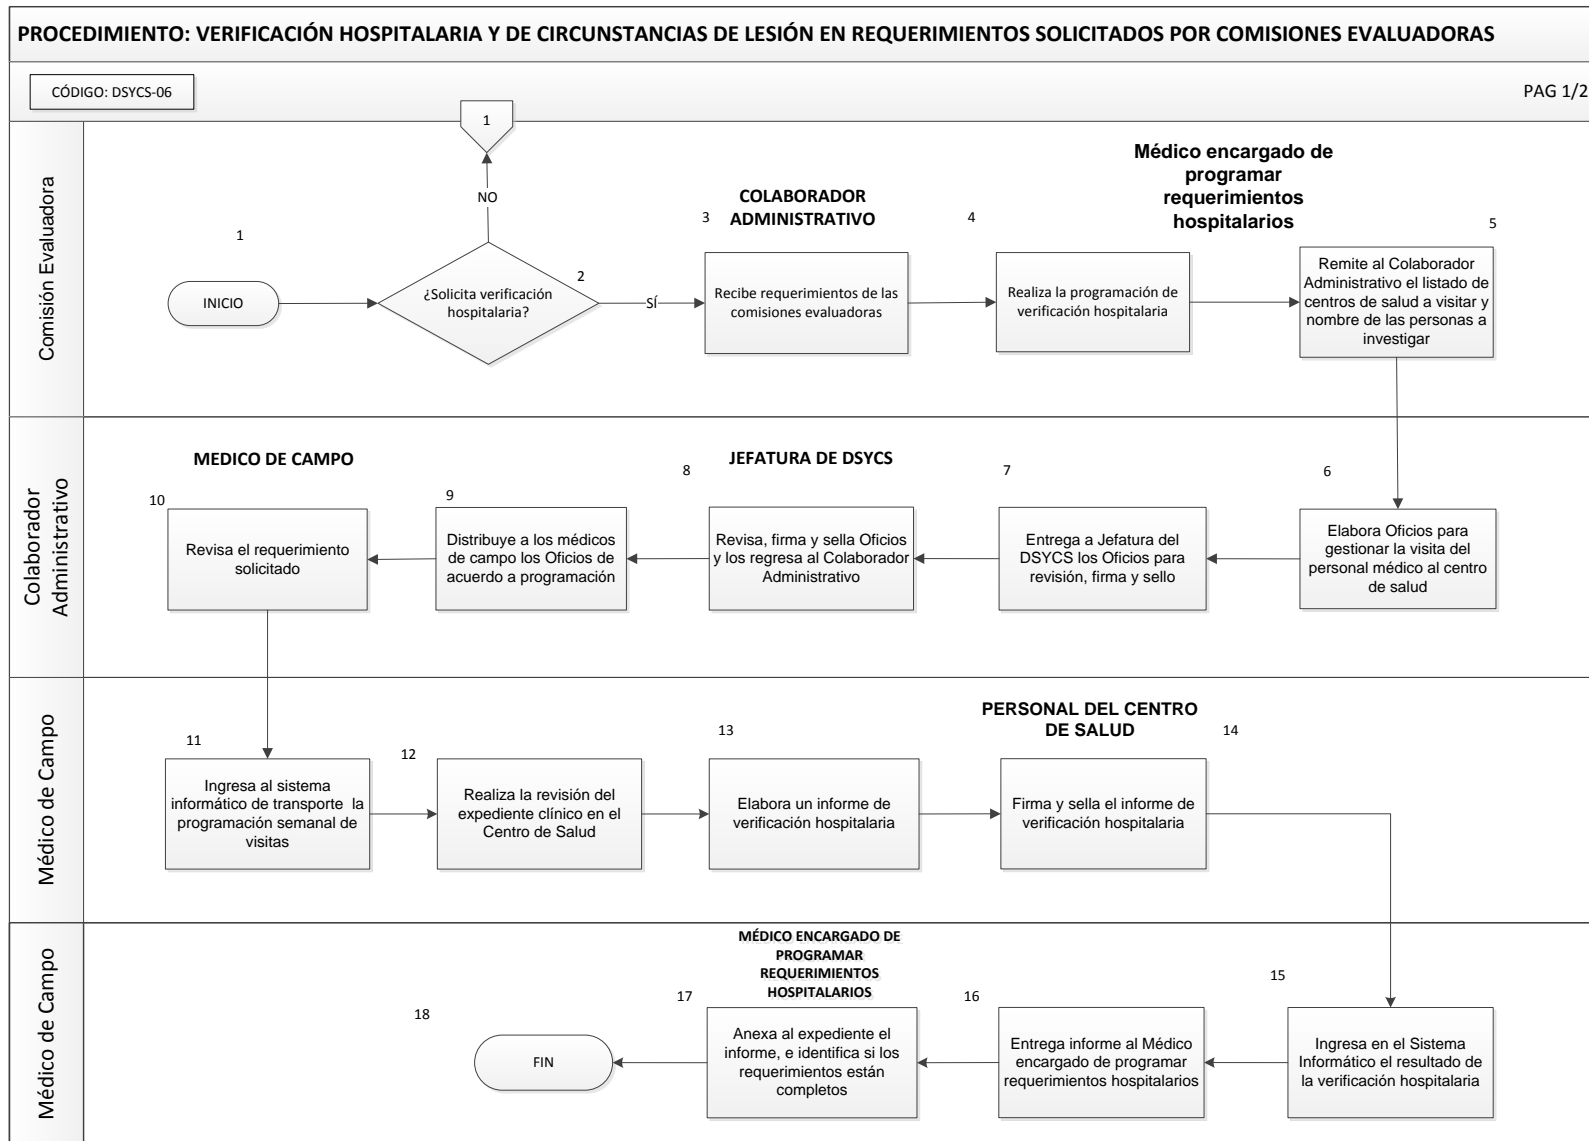 PROCEDIMIENTO: VERIFICACIÓN HOSPITALARIA Y DE CIRCUNSTANCIAS DE LESIÓN EN REQUERIMIENTOS SOLICITADOS POR COMISIONES EVALUADORAS
CÓDIGO: DSYCS-06
PAG 1/2
Comisión Evaluadora
1
NO
1
INICIO
2
¿Solicita verificación
hospitalaria?
SÍ
COLABORADOR
ADMINISTRATIVO
3
Recibe requerimientos de las
comisiones evaluadoras
4
Realiza la programación de
verificación hospitalaria
Médico encargado de
programar
requerimientos
hospitalarios
5
Remite al Colaborador
Administrativo el listado de
centros de salud a visitar y
nombre de las personas a
investigar
Colaborador
Administrativo
MEDICO DE CAMPO
10
Revisa el requerimiento
solicitado
9
Distribuye a los médicos
de campo los Oficios de
acuerdo a programación
JEFATURA DE DSYCS
8
Revisa, firma y sella Oficios
y los regresa al Colaborador
Administrativo
7
Entrega a Jefatura del
DSYCS los Oficios para
revisión, firma y sello
6
Elabora Oficios para
gestionar la visita del
personal médico al centro
de salud
Médico de Campo
11
Ingresa al sistema
informático de transporte la
programación semanal de
visitas
12
Realiza la revisión del
expediente clínico en el
Centro de Salud
13
Elabora un informe de
verificación hospitalaria
PERSONAL DEL CENTRO
DE SALUD
14
Firma y sella el informe de
verificación hospitalaria
Médico de Campo
18
FIN
MÉDICO ENCARGADO DE
PROGRAMAR
REQUERIMIENTOS
HOSPITALARIOS
17
Anexa al expediente el
informe, e identifica si los
requerimientos están
completos
16
Entrega informe al Médico
encargado de programar
requerimientos hospitalarios
15
Ingresa en el Sistema
Informático el resultado de
la verificación hospitalaria